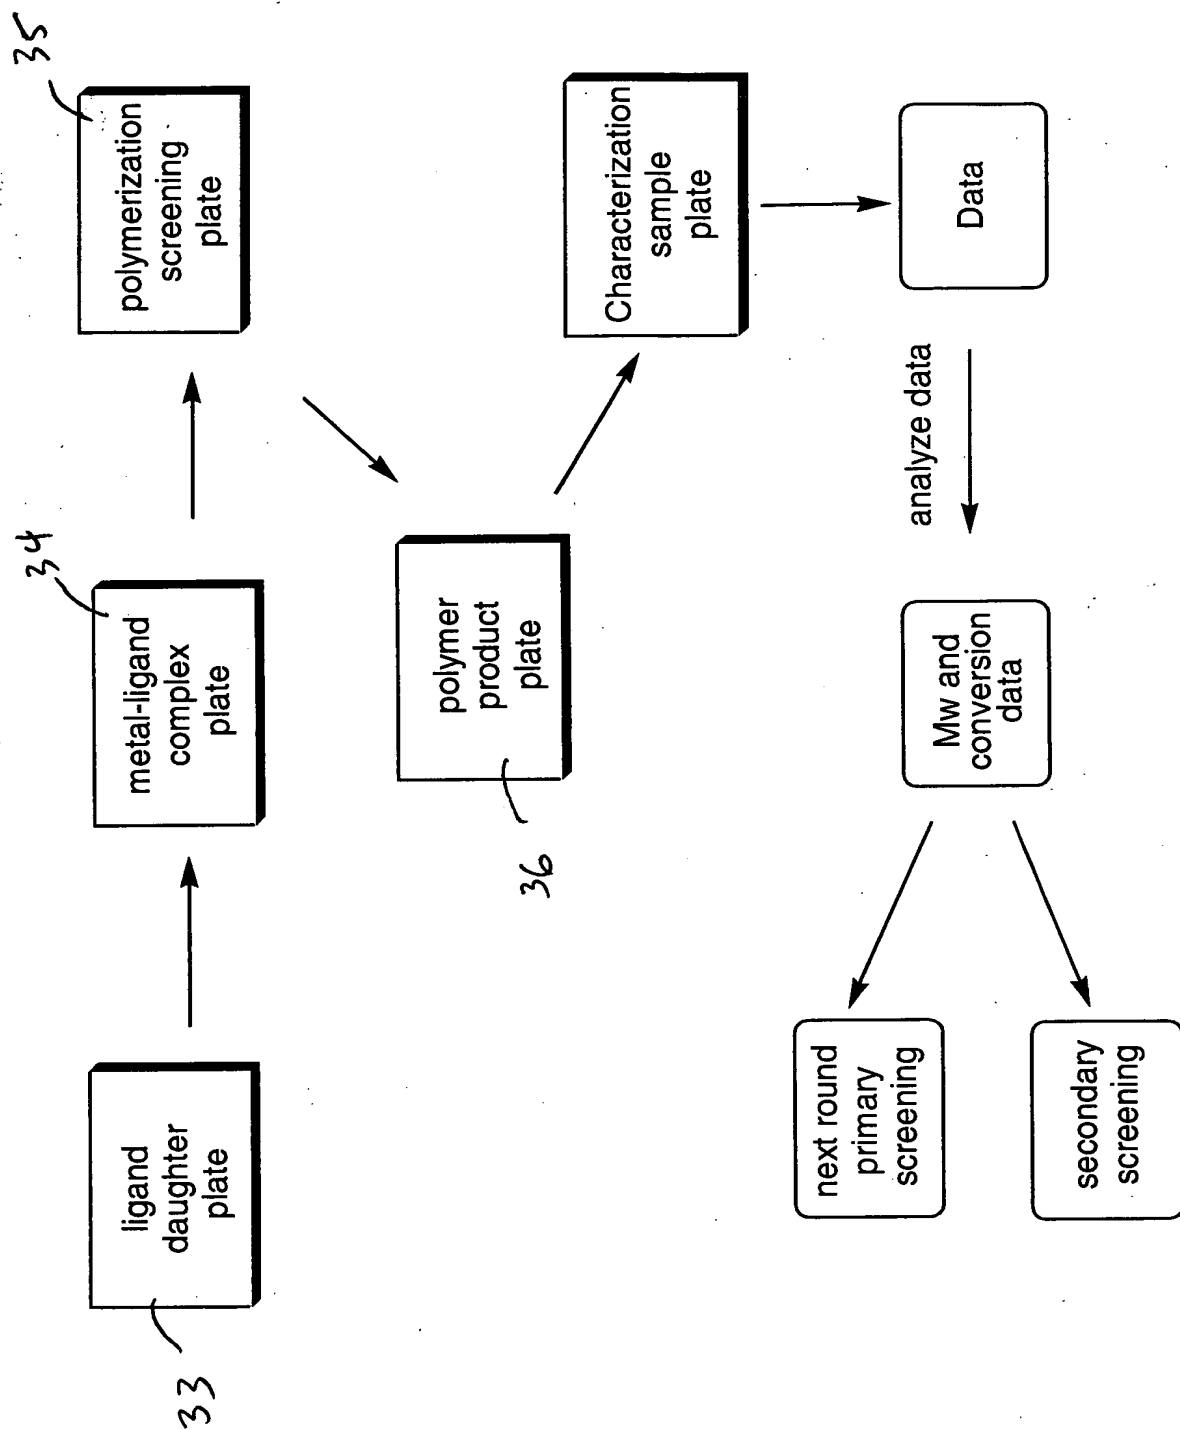 33
ligand
daughter
plate
34
metal-ligand
complex
plate
35
polymerization
screening
plate
36
polymer
product
plate
Characterization
sample
plate
Data
analyze data
Mw and
conversion
data
next round
primary
screening
secondary
screening